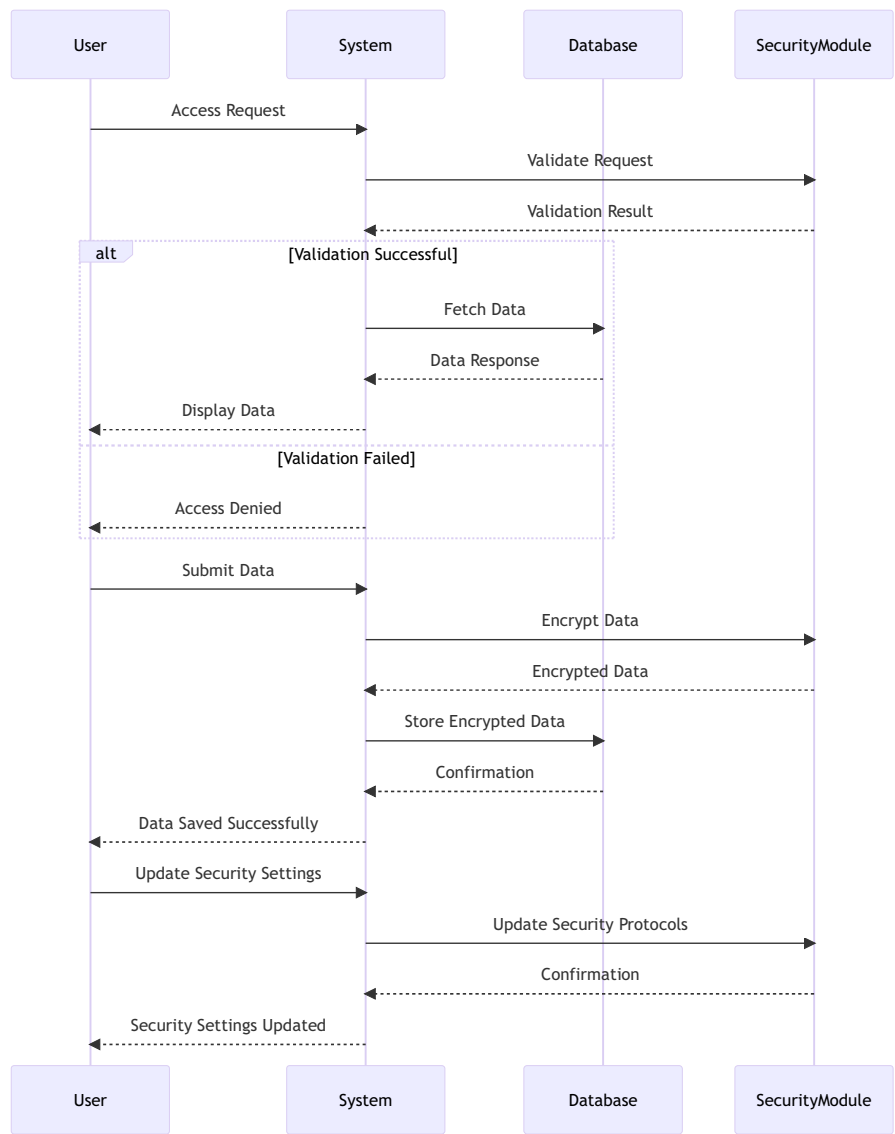 User
System
Database
SecurityModule
Access Request
Validate Request
Validation Result
alt
[Validation Successful]
Fetch Data
Data Response
Display Data
[Validation Failed]
Access Denied
Submit Data
Encrypt Data
Encrypted Data
Store Encrypted Data
Confirmation
Data Saved Successfully
Update Security Settings
Update Security Protocols
Confirmation
Security Settings Updated
User
System
Database
SecurityModule